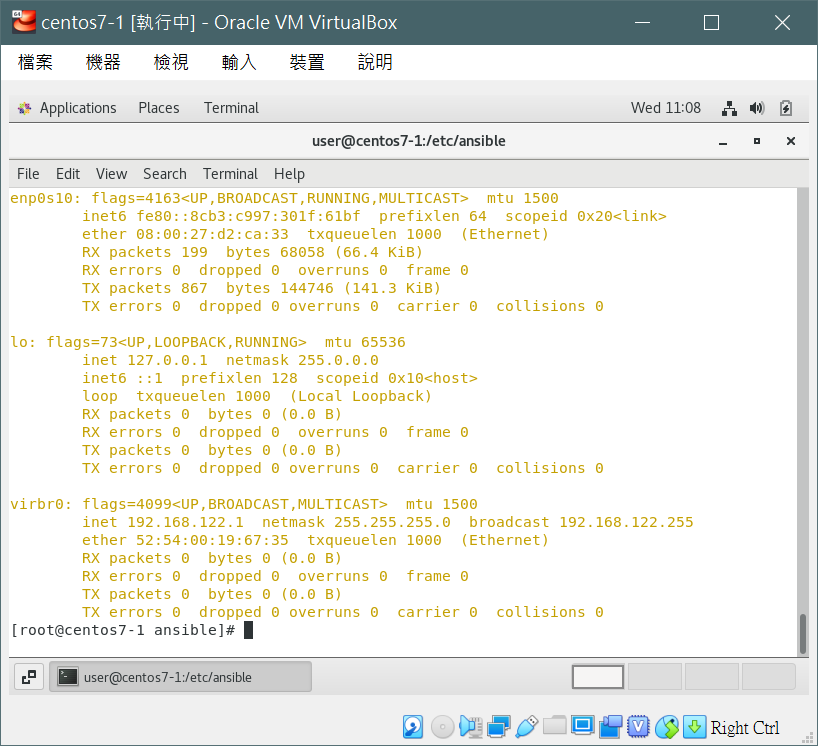 centos7-1 [執行中] - Oracle VM VirtualBox
檔案 機器 檢視 輸入 裝置 說明
Applications Places Terminal Wed 11:08
user@centos7-1:/etc/ansible
File Edit View Search Terminal Help
enp0s10: flags=4163<UP,BROADCAST,RUNNING,MULTICAST>  mtu 1500
        inet6 fe80::8cb3:c997:301f:61bf  prefixlen 64  scopeid 0x20<link>
        ether 08:00:27:d2:ca:33  txqueuelen 1000  (Ethernet)
        RX packets 199  bytes 68058 (66.4 KiB)
        RX errors 0  dropped 0  overruns 0  frame 0
        TX packets 867  bytes 144746 (141.3 KiB)
        TX errors 0  dropped 0 overruns 0  carrier 0  collisions 0
lo: flags=73<UP,LOOPBACK,RUNNING>  mtu 65536
        inet 127.0.0.1  netmask 255.0.0.0
        inet6 ::1  prefixlen 128  scopeid 0x10<host>
        loop  txqueuelen 1000  (Local Loopback)
        RX packets 0  bytes 0 (0.0 B)
        RX errors 0  dropped 0  overruns 0  frame 0
        TX packets 0  bytes 0 (0.0 B)
        TX errors 0  dropped 0 overruns 0  carrier 0  collisions 0
virbr0: flags=4099<UP,BROADCAST,MULTICAST>  mtu 1500
        inet 192.168.122.1  netmask 255.255.255.0  broadcast 192.168.122.255
        ether 52:54:00:19:67:35  txqueuelen 1000  (Ethernet)
        RX packets 0  bytes 0 (0.0 B)
        RX errors 0  dropped 0  overruns 0  frame 0
        TX packets 0  bytes 0 (0.0 B)
        TX errors 0  dropped 0 overruns 0  carrier 0  collisions 0
[root@centos7-1 ansible]#
user@centos7-1:/etc/ansible
Right Ctrl